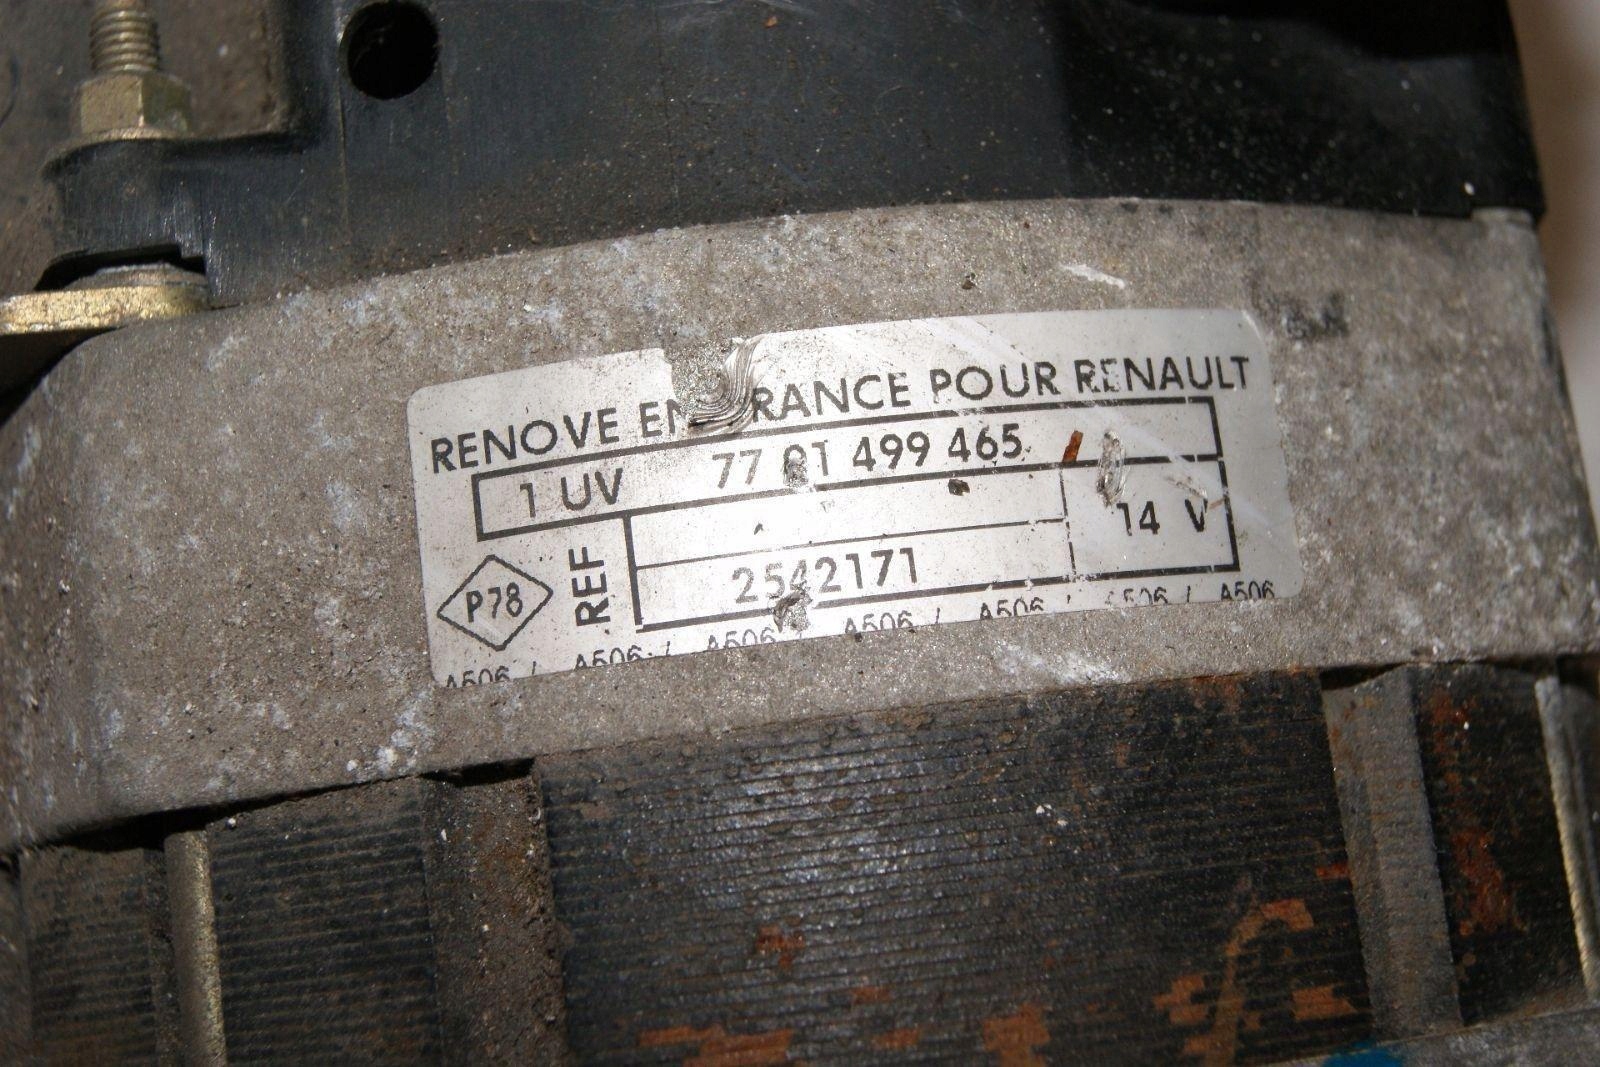 RENOVE EN FRANCE POUR RENAULT
1 UV 77 01 499 465
14 V
REF
2542171
P78
A506 / A506 / A506 / A506 / A506 / A506 / A506